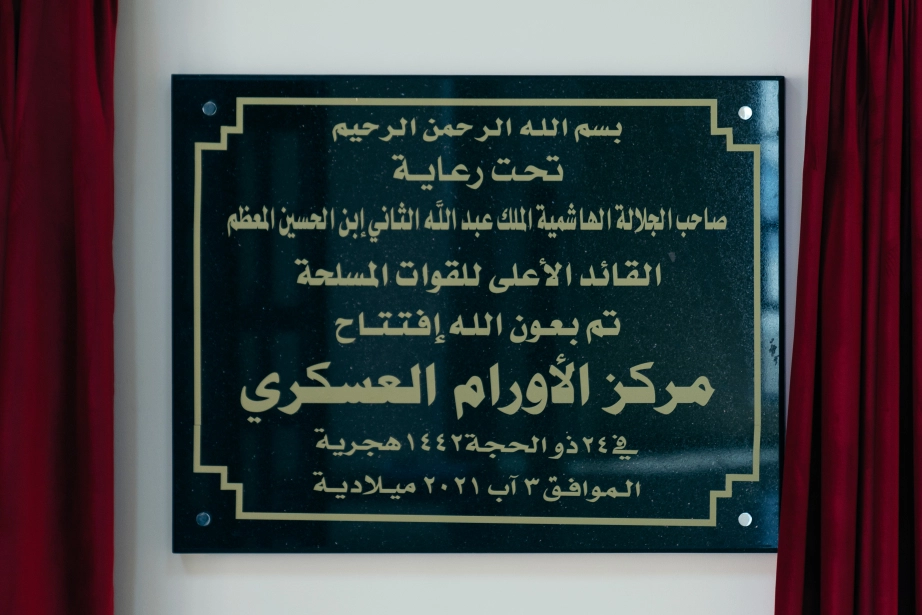 بسم الله الرحمن الرحيم
تحت رعاية
صاحب الجلالة الهاشمية الملك عبد الله الثاني إبن الحسين المعظم
القائد الأعلى للقوات المسلحة
تم بعون الله إفتتاح
مركز الأورام العسكري
في ٢٤ ذو الحجة ١٤٤٢ هجرية
الموافق ٣ آب ٢٠٢١ ميلادية